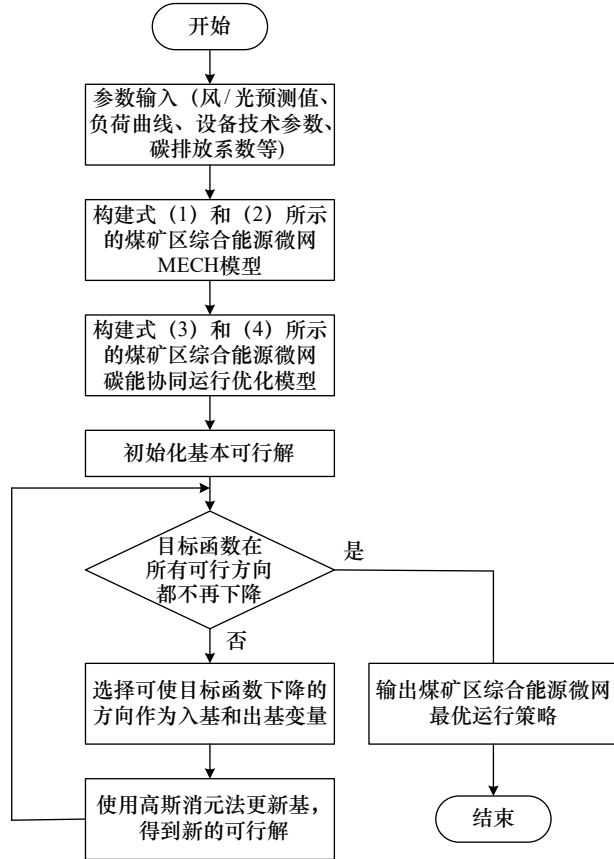 开始
参数输入（风/光预测值、
负荷曲线、设备技术参数、
碳排放系数等)
构建式（1）和（2）所示
的煤矿区综合能源微网
MECH模型
构建式（3）和（4）所示
的煤矿区综合能源微网
碳能协同运行优化模型
初始化基本可行解
目标函数在
所有可行方向
都不再下降
是
否
选择可使目标函数下降的
方向作为入基和出基变量
输出煤矿区综合能源微网
最优运行策略
使用高斯消元法更新基，
得到新的可行解
结束